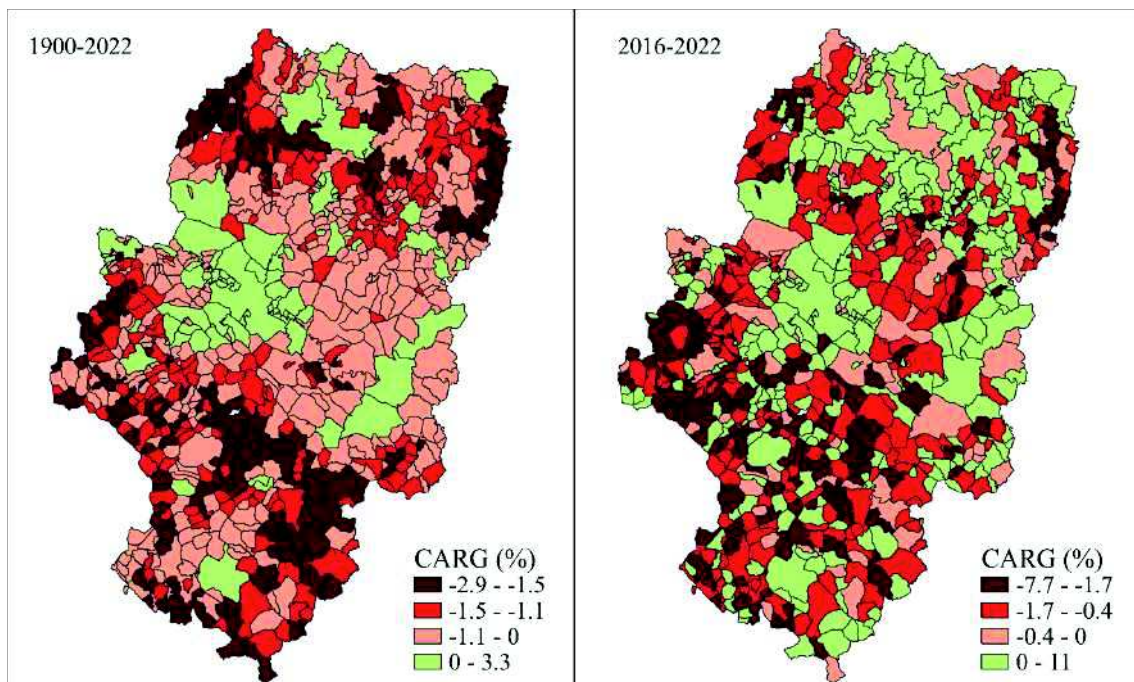 1900-2022
CARG (%)
-2.9 - -1.5
-1.5 - -1.1
-1.1 - 0
0 - 3.3
2016-2022
CARG (%)
-7.7 - -1.7
-1.7 - -0.4
-0.4 - 0
0 - 11